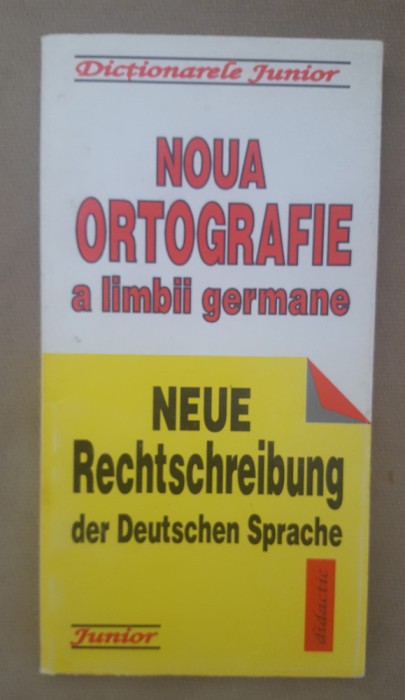 Dicționarele Junior
NOUA
ORTOGRAFIE
a limbii germane
NEUE
Rechtschreibung
der Deutschen Sprache
didactic
Junior